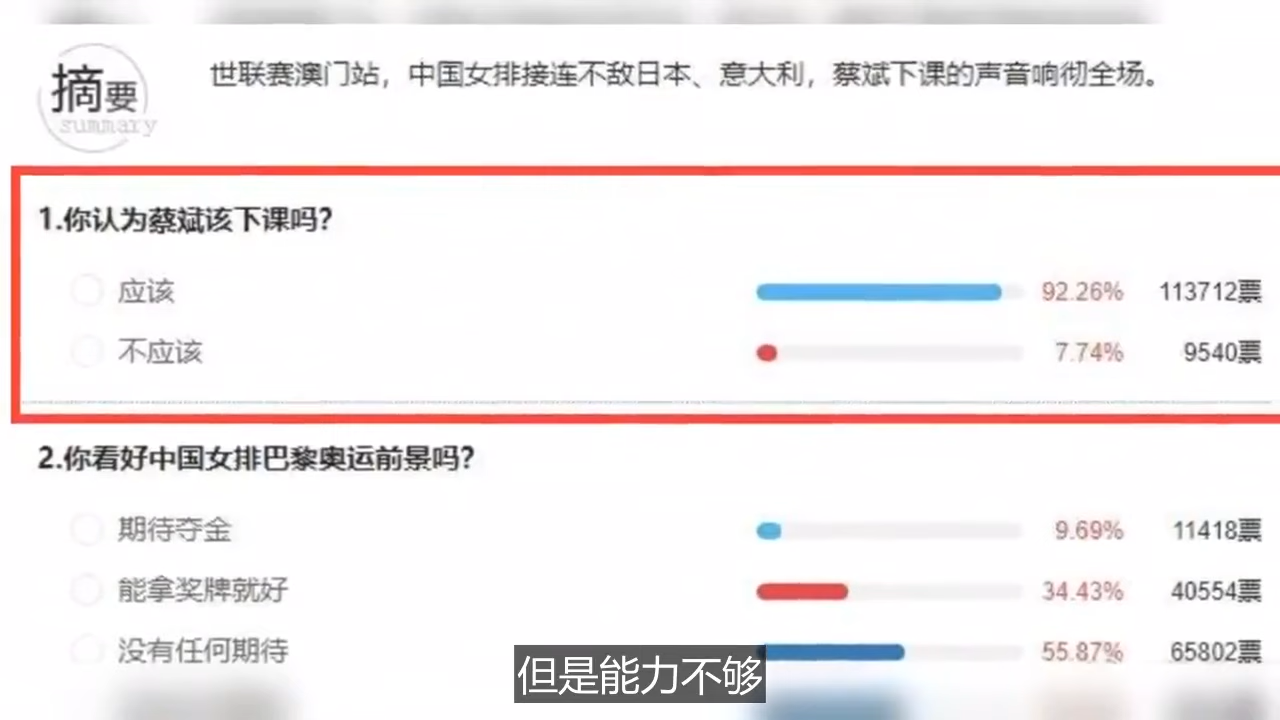 世联赛澳门站，中国女排接连不敌日本、意大利，蔡斌下课的声音响彻全场。
摘要
summary
1.你认为蔡斌该下课吗?
应该 92.26% 113712票
不应该 7.74% 9540票
2.你看好中国女排巴黎奥运前景吗?
期待夺金 9.69% 11418票
能拿奖牌就好 34.43% 40554票
没有任何期待 55.87% 65802票
但是能力不够